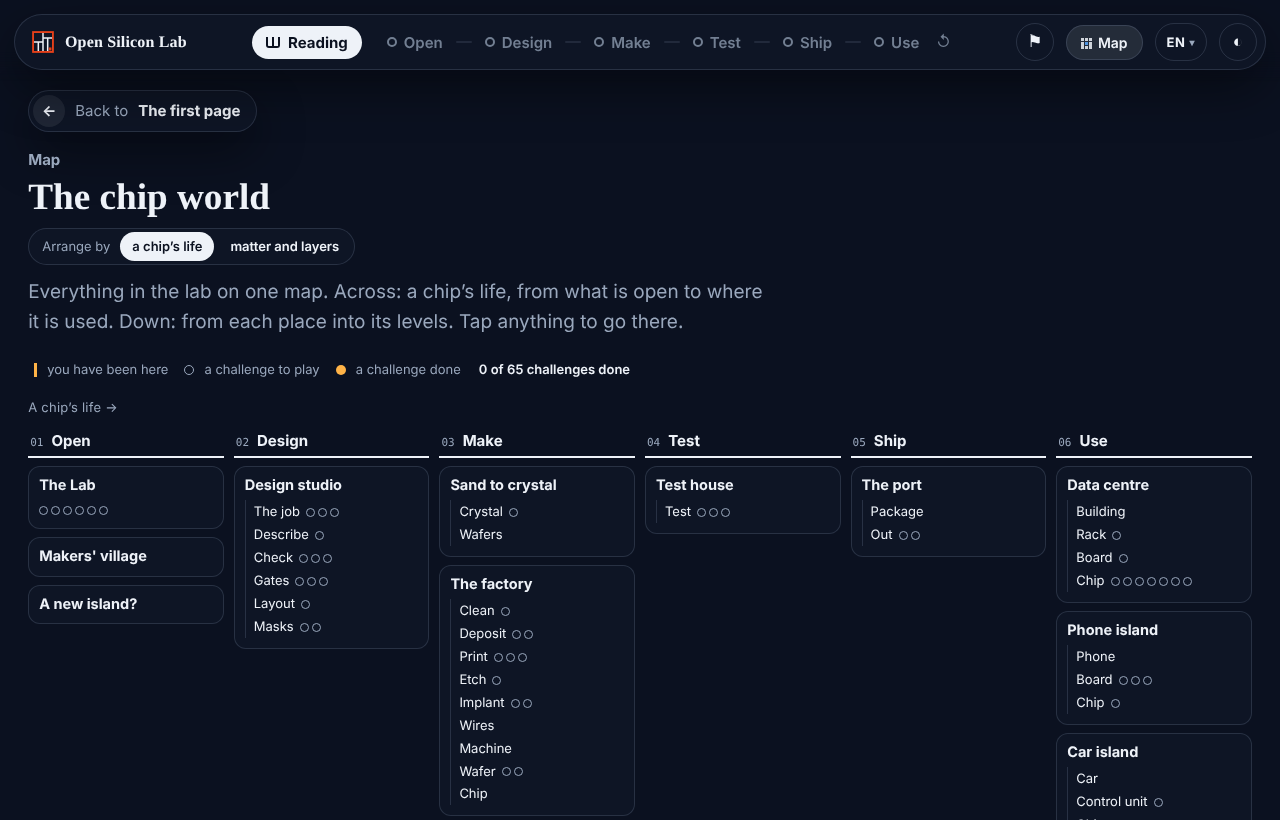 Open Silicon Lab
Reading
Open
Design
Make
Test
Ship
Use
Map
EN
Back to The first page
Map
The chip world
Arrange by a chip’s life matter and layers
Everything in the lab on one map. Across: a chip’s life, from what is open to where
it is used. Down: from each place into its levels. Tap anything to go there.
you have been here a challenge to play a challenge done 0 of 65 challenges done
A chip’s life →
01 Open
The Lab
Makers' village
A new island?
02 Design
Design studio
The job
Describe
Check
Gates
Layout
Masks
03 Make
Sand to crystal
Crystal
Wafers
The factory
Clean
Deposit
Print
Etch
Implant
Wires
Machine
Wafer
Chip
04 Test
Test house
Test
05 Ship
The port
Package
Out
06 Use
Data centre
Building
Rack
Board
Chip
Phone island
Phone
Board
Chip
Car island
Car
Control unit